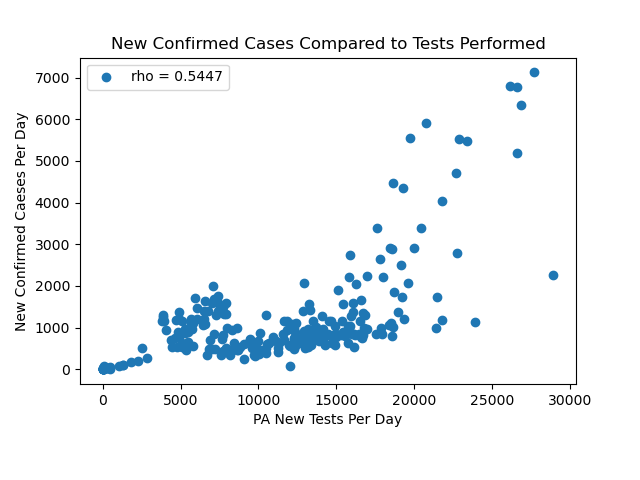 New Confirmed Cases Compared to Tests Performed
rho = 0.5447
New Confirmed Caeses Per Day
7000
6000
5000
4000
3000
2000
1000
0
0 5000 10000 15000 20000 25000 30000
PA New Tests Per Day